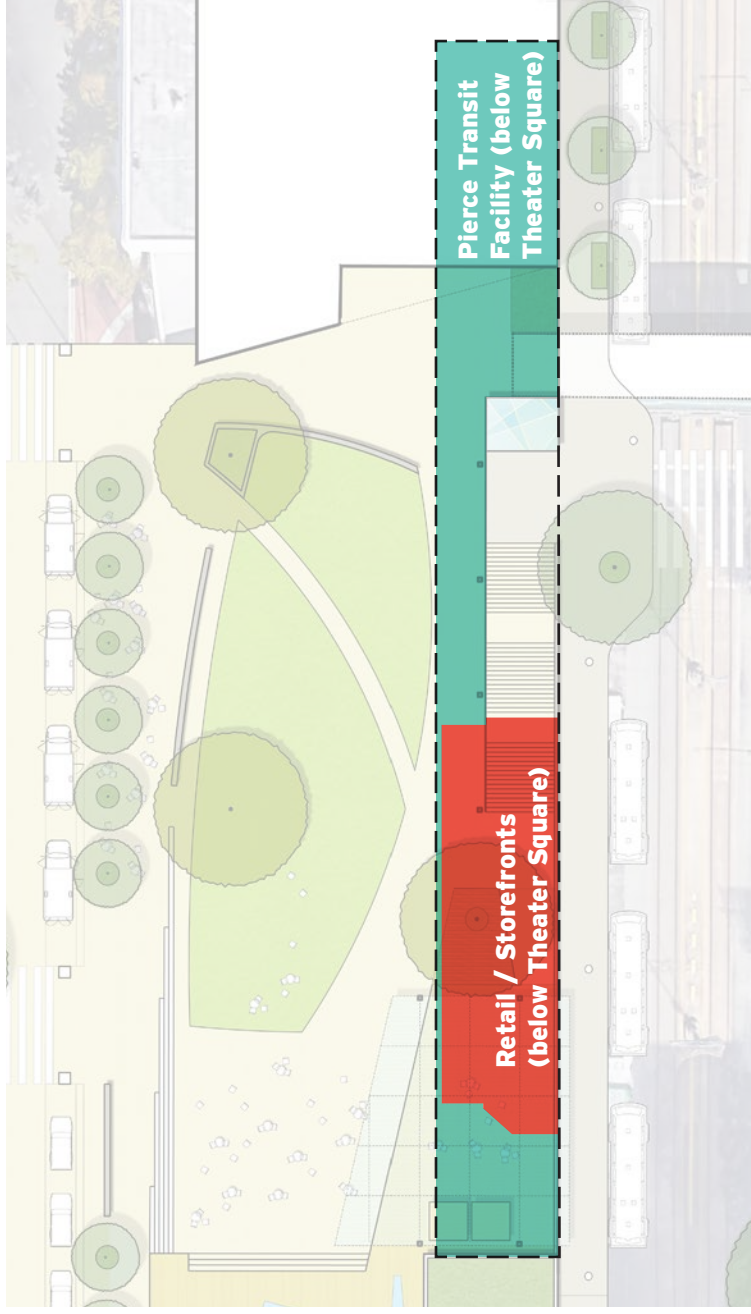 Pierce Transit
Facility (below
Theater Square)
Retail / Storefronts
(below Theater Square)